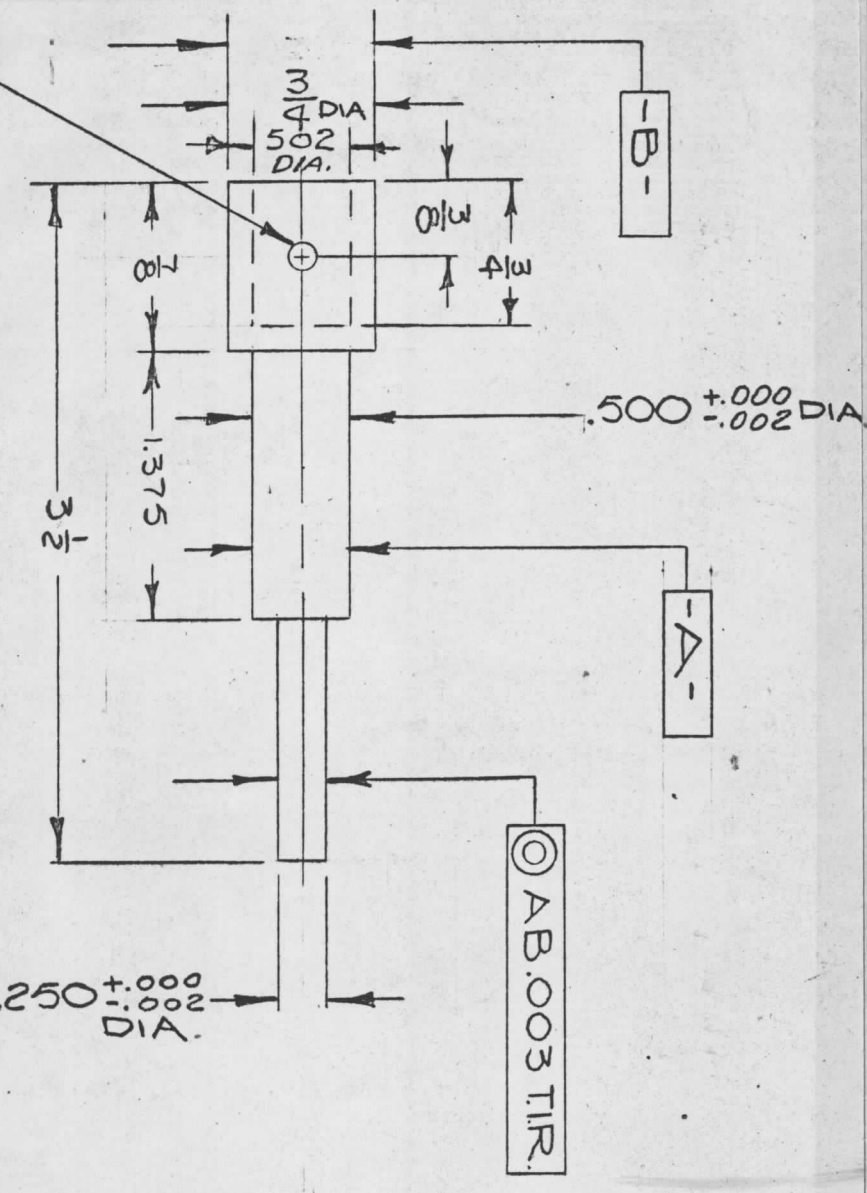 -B-
3/4 DIA
.502
DIA.
3/8
3/4
7/8
.500 +.000 -.002 DIA
1.375
3 1/2
-A-
◎ AB .003 T.I.R.
.250 +.000 -.002
DIA.